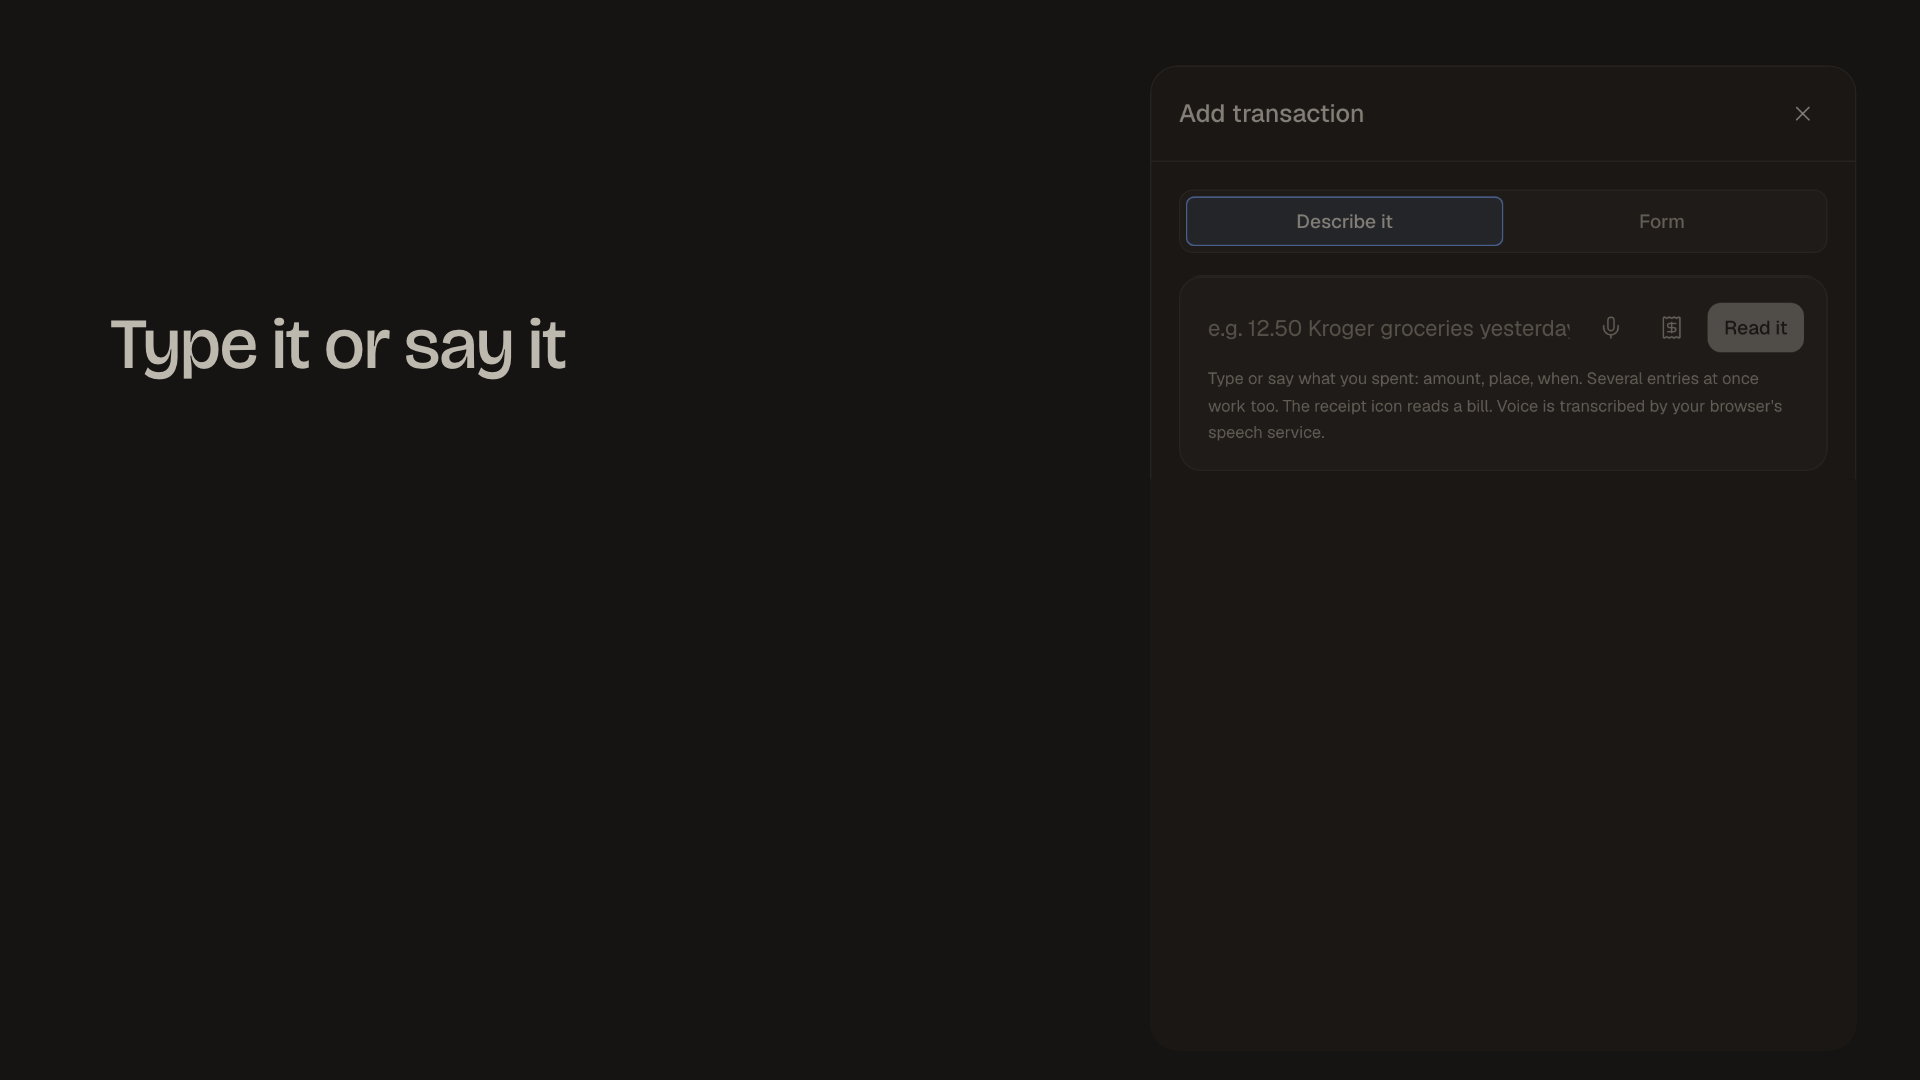 Type it or say it
Add transaction
Describe it
Form
e.g. 12.50 Kroger groceries yesterday
Read it
Type or say what you spent: amount, place, when. Several entries at once
work too. The receipt icon reads a bill. Voice is transcribed by your browser's
speech service.